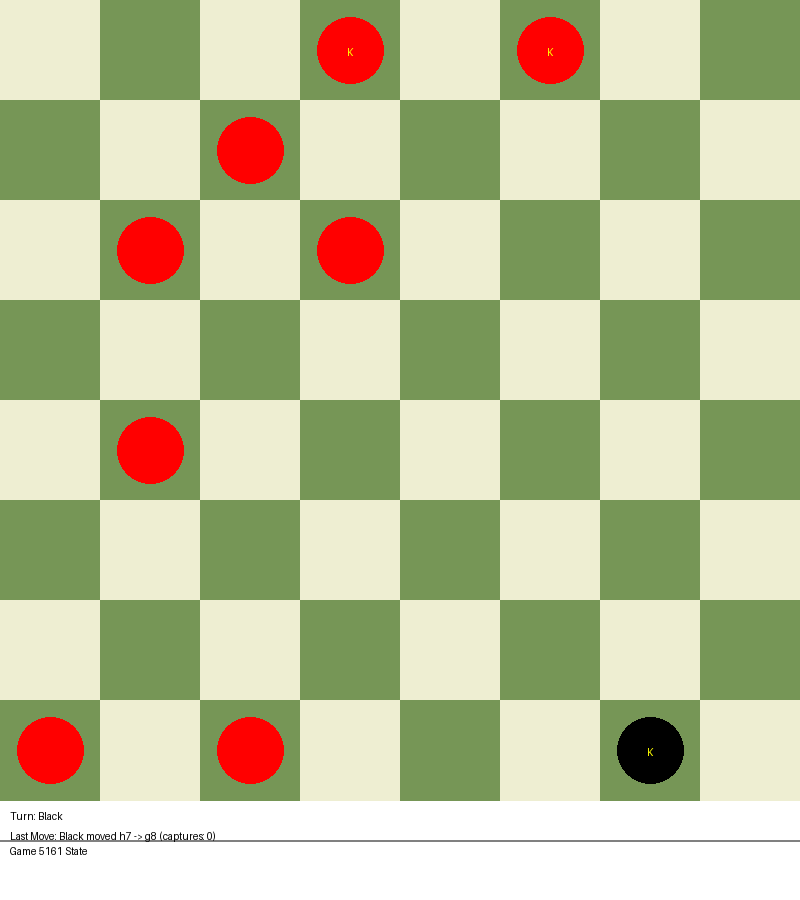 K K
K
Turn: Black
Last Move: Black moved h7 -> g8 (captures: 0)
Game 5161 State